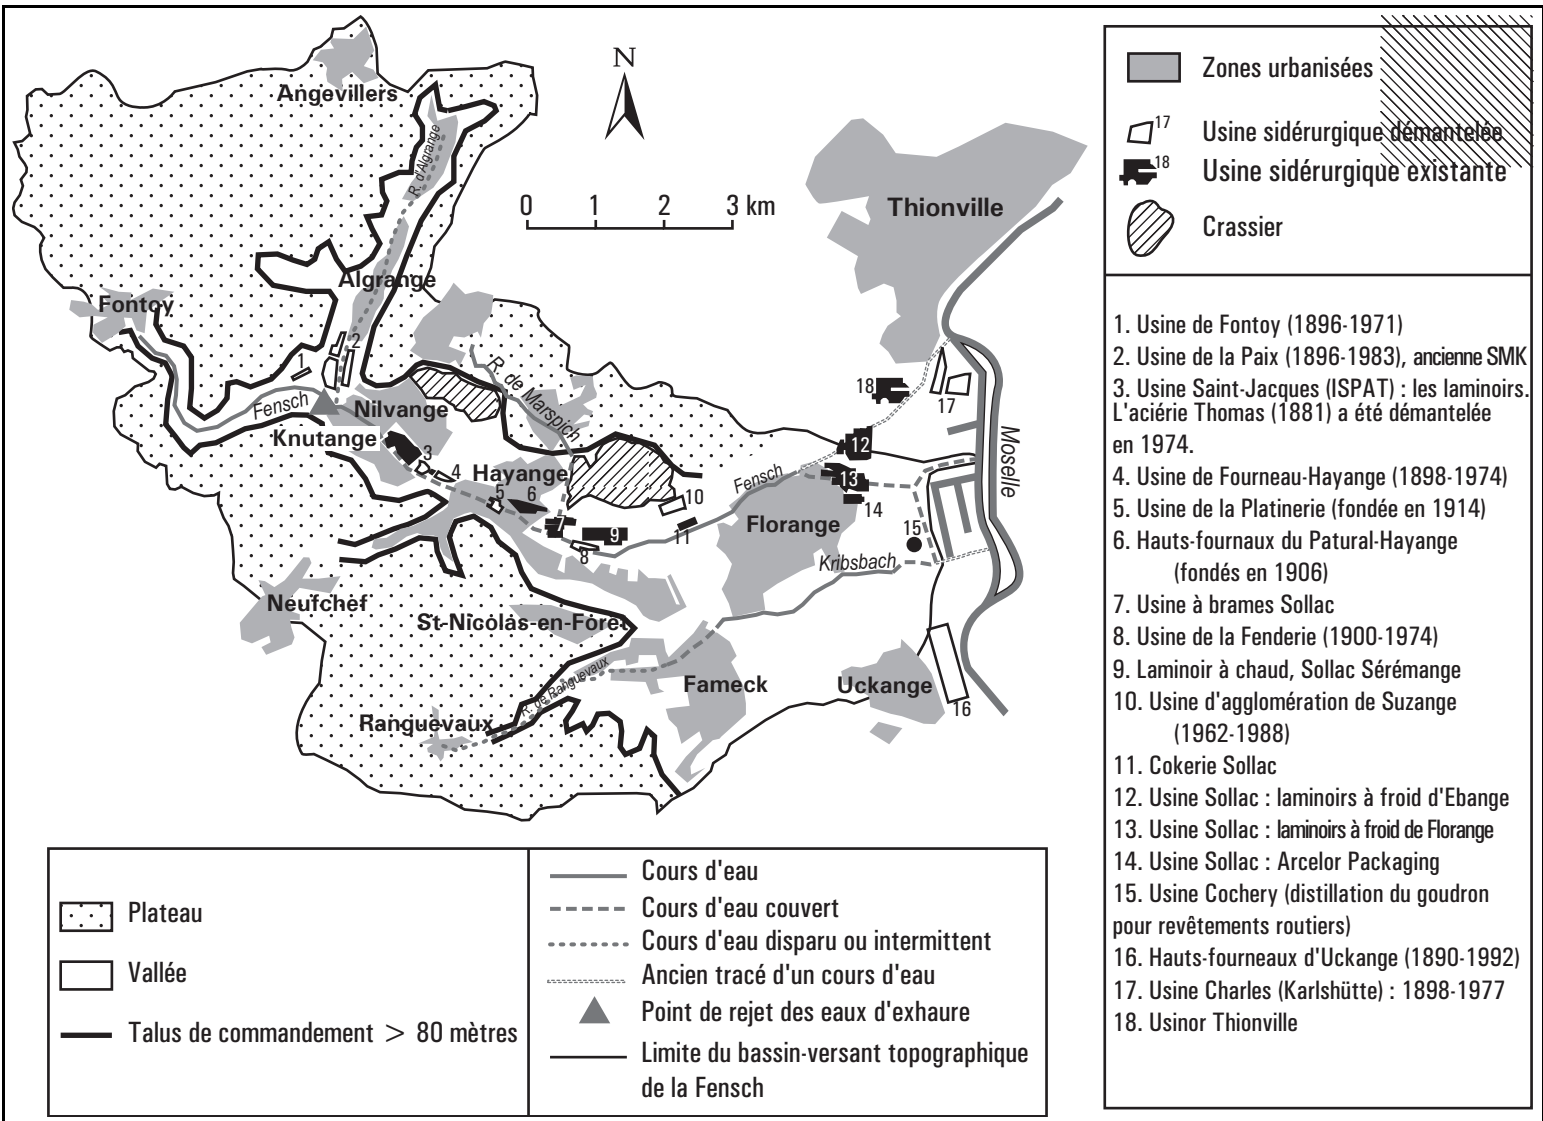 N
Angevillers
R. d'Algrange
0 1 2 3 km
Thionville
Algrange
Fontoy
1
2
R. de Marspich
Fensch
Nilvange
Knutange
3
4
Hayange
5
6
7
8
9
10
11
Fensch
18
17
12
13
14
15
Moselle
Florange
Kribsbach
Neufchef
St-Nicolas-en-Forêt
R. de Ranguevaux
Ranguevaux
Fameck
Uckange
16
Zones urbanisées
17
Usine sidérurgique démantelée
18
Usine sidérurgique existante
Crassier
1. Usine de Fontoy (1896-1971)
2. Usine de la Paix (1896-1983), ancienne SMK
3. Usine Saint-Jacques (ISPAT) : les laminoirs.
L'aciérie Thomas (1881) a été démantelée
en 1974.
4. Usine de Fourneau-Hayange (1898-1974)
5. Usine de la Platinerie (fondée en 1914)
6. Hauts-fournaux du Patural-Hayange
(fondés en 1906)
7. Usine à brames Sollac
8. Usine de la Fenderie (1900-1974)
9. Laminoir à chaud, Sollac Sérémange
10. Usine d'agglomération de Suzange
(1962-1988)
11. Cokerie Sollac
12. Usine Sollac : laminoirs à froid d'Ebange
13. Usine Sollac : laminoirs à froid de Florange
14. Usine Sollac : Arcelor Packaging
15. Usine Cochery (distillation du goudron
pour revêtements routiers)
16. Hauts-fourneaux d'Uckange (1890-1992)
17. Usine Charles (Karlshütte) : 1898-1977
18. Usinor Thionville
Plateau
Vallée
Talus de commandement > 80 mètres
Cours d'eau
Cours d'eau couvert
Cours d'eau disparu ou intermittent
Ancien tracé d'un cours d'eau
Point de rejet des eaux d'exhaure
Limite du bassin-versant topographique
de la Fensch